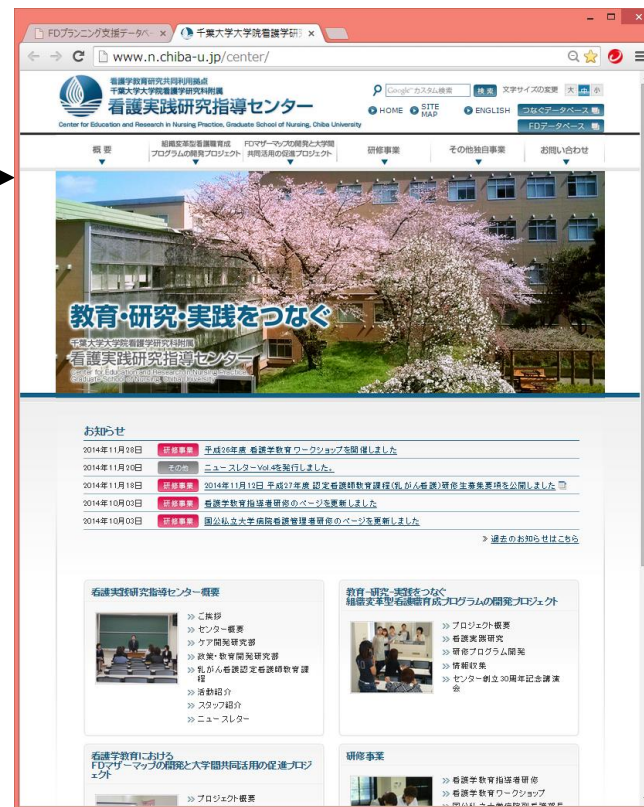 FDプランニング支援データベ
千葉大学大学院看護学研
www.n.chiba-u.jp/center/
看護学教育研究共同利用拠点
千葉大学大学院看護学研究科附属
看護実践研究指導センター
Center for Education and Research in Nursing Practice, Graduate School of Nursing, Chiba University
Google カスタム検索
検索
文字サイズの変更
大 中 小
HOME
SITE MAP
ENGLISH
つなぐデータベース
FDデータベース
概要
組織変革型看護職育成
プログラムの開発プロジェクト
FDマザーマップの開発と大学間
共同活用の促進プロジェクト
研修事業
その他独自事業
お問い合わせ
教育・研究・実践をつなぐ
千葉大学大学院看護学研究科附属
看護実践研究指導センター
Center for Education and Research in Nursing Practice
Graduate School of Nursing, Chiba University
お知らせ
2014年11月28日 研修事業 平成26年度 看護学教育ワークショップを開催しました
2014年11月20日 その他 ニュースレターVol.4を発行しました。
2014年11月18日 研修事業 2014年11月12日 平成27年度 認定看護師教育課程(乳がん看護)研修生募集要項を公開しました
2014年10月03日 研修事業 看護学教育指導者研修のページを更新しました
2014年10月03日 研修事業 国公私立大学病院看護管理者研修のページを更新しました
» 過去のお知らせはこちら
看護実践研究指導センター概要
» ご挨拶
» センター概要
» ケア開発研究部
» 政策・教育開発研究部
» 乳がん看護認定看護師教育課
程
» 活動紹介
» スタッフ紹介
» ニュースレター
教育-研究-実践をつなぐ
組織変革型看護職育成プログラムの開発プロジェクト
» プロジェクト概要
» 看護実践研究
» 研修プログラム開発
» 情報収集
» センター創立30周年記念講演
会
看護学教育における
FDマザーマップの開発と大学間共同活用の促進プロジ
ェクト
» プロジェクト概要
研修事業
» 看護学教育指導者研修
» 看護学教育ワークショップ